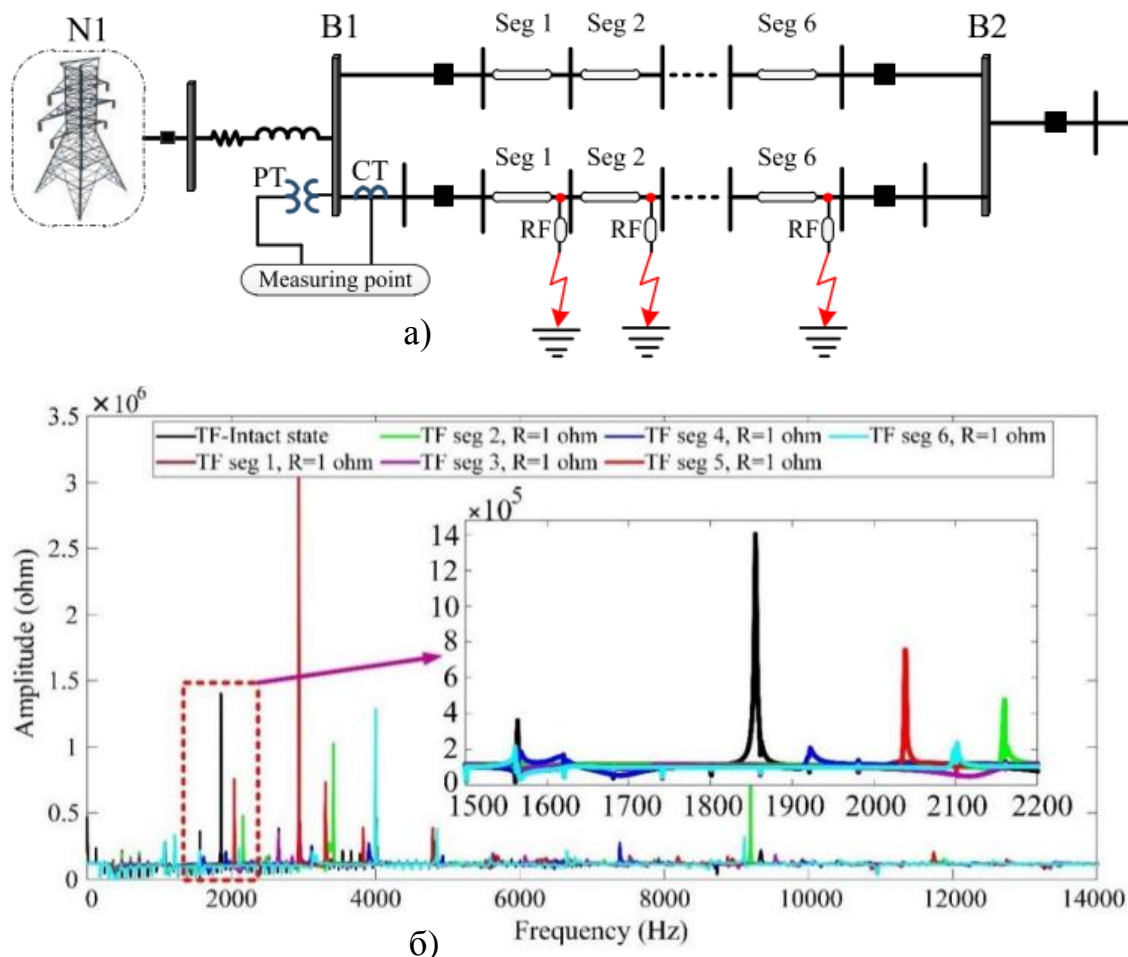 N1 B1 Seg 1 Seg 2 Seg 6 B2
PT CT Seg 1 Seg 2 Seg 6
RF RF RF
Measuring point
а)
×10^6
3.5
3
2.5
2
1.5
1
0.5
0
Amplitude (ohm)
TF-Intact state TF seg 2, R=1 ohm TF seg 4, R=1 ohm TF seg 6, R=1 ohm
TF seg 1, R=1 ohm TF seg 3, R=1 ohm TF seg 5, R=1 ohm
×10^5
14
12
10
8
6
4
2
0
1500 1600 1700 1800 1900 2000 2100 2200
0 2000 4000 6000 8000 10000 12000 14000
Frequency (Hz)
б)